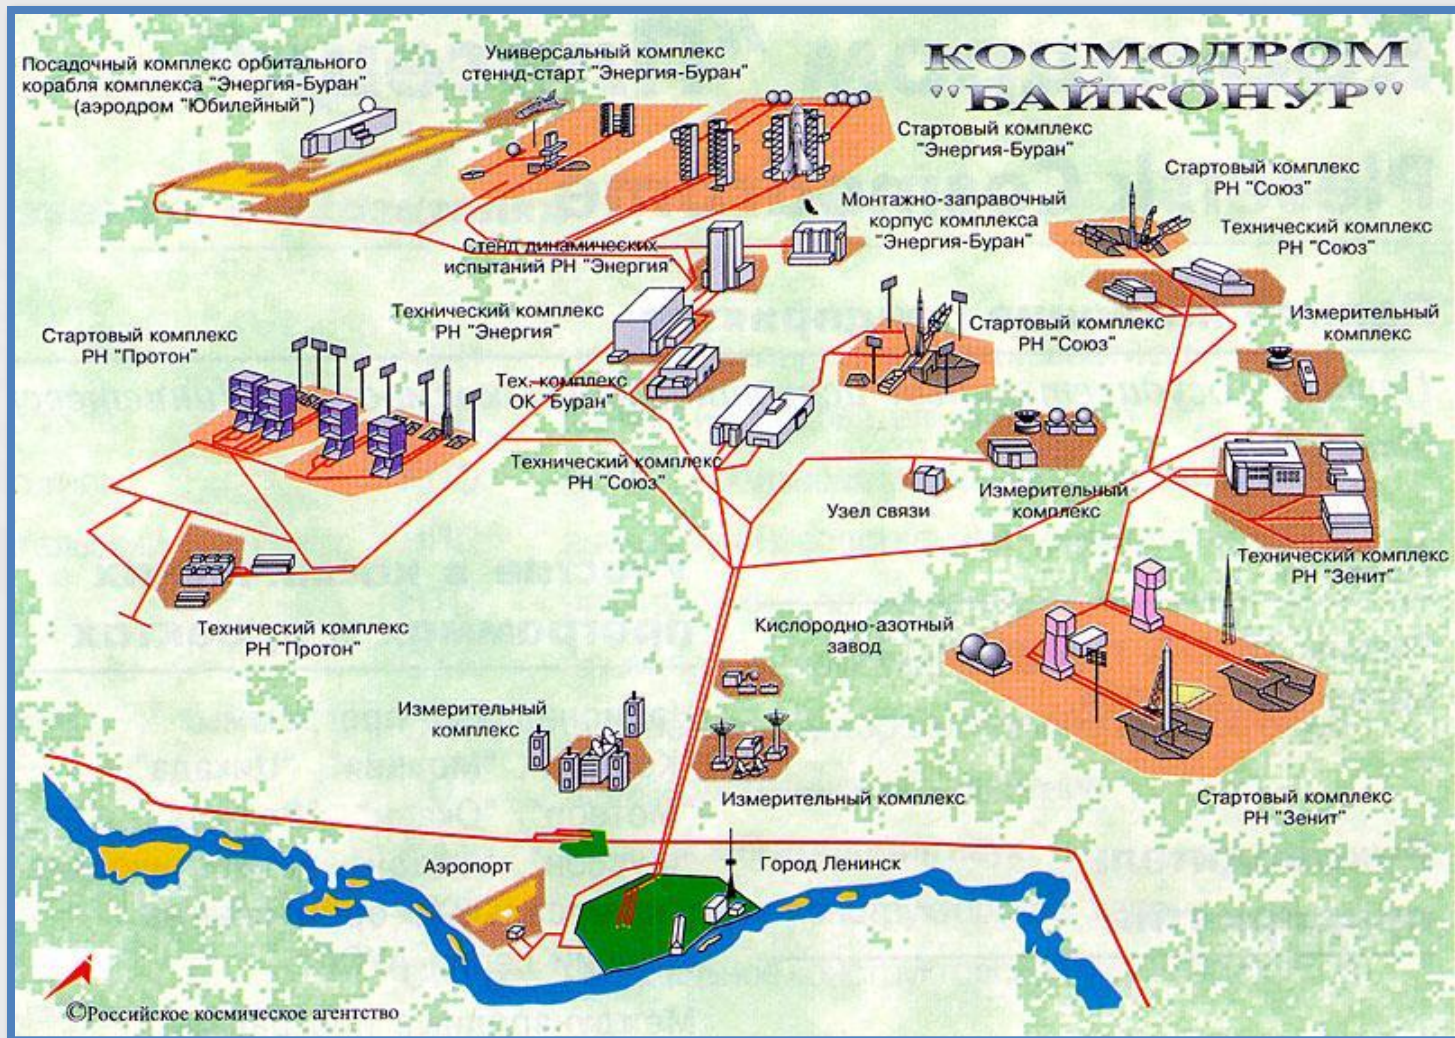 КОСМОДРОМ
"БАЙКОНУР"
Посадочный комплекс орбитального
корабля комплекса "Энергия-Буран"
(аэродром "Юбилейный")
Универсальный комплекс
стеннд-старт "Энергия-Буран"
Стартовый комплекс
"Энергия-Буран"
Стартовый комплекс
РН "Союз"
Монтажно-заправочный
корпус комплекса
"Энергия-Буран"
Технический комплекс
РН "Союз"
Стенд динамических
испытаний РН "Энергия"
Технический комплекс
РН "Энергия"
Стартовый комплекс
РН "Протон"
Стартовый комплекс
РН "Союз"
Измерительный
комплекс
Тех. комплекс
ОК "Буран"
Технический комплекс
РН "Союз"
Узел связи
Измерительный
комплекс
Технический комплекс
РН "Зенит"
Технический комплекс
РН "Протон"
Кислородно-азотный
завод
Измерительный
комплекс
Измерительный комплекс
Стартовый комплекс
РН "Зенит"
Аэропорт
Город Ленинск
©Российское космическое агентство